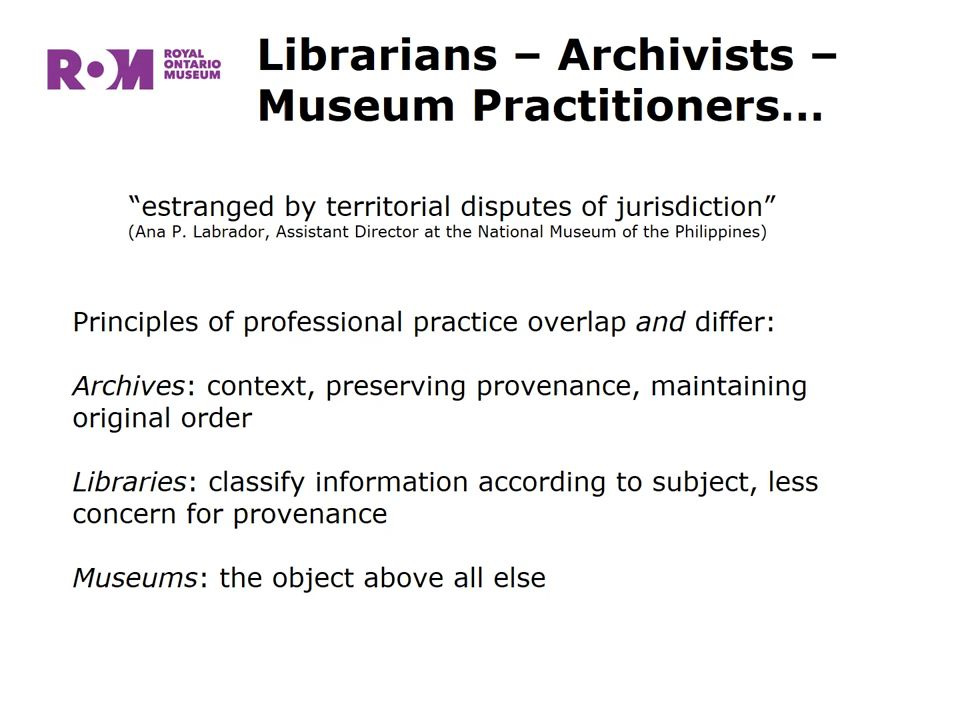 ROM
ROYAL
ONTARIO
MUSEUM
Librarians – Archivists –
Museum Practitioners…
“estranged by territorial disputes of jurisdiction”
(Ana P. Labrador, Assistant Director at the National Museum of the Philippines)
Principles of professional practice overlap and differ:
Archives: context, preserving provenance, maintaining
original order
Libraries: classify information according to subject, less
concern for provenance
Museums: the object above all else